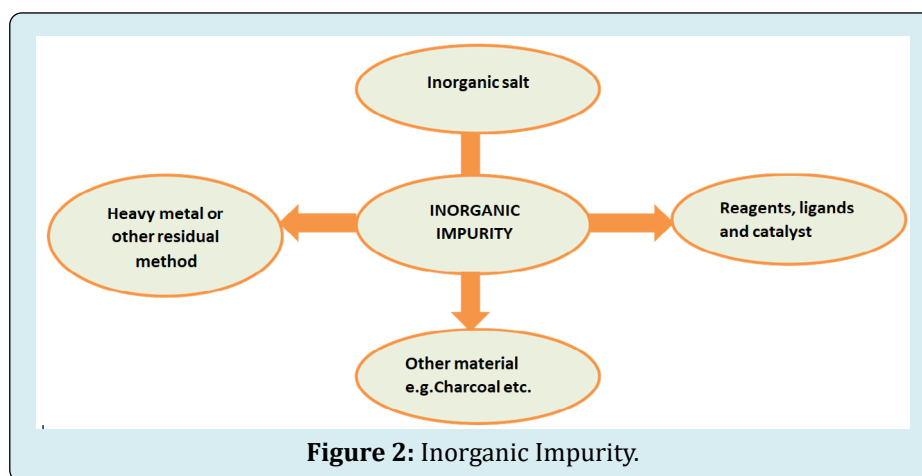 Inorganic salt
Heavy metal or
other residual
method
INORGANIC
IMPURITY
Reagents, ligands
and catalyst
Other material
e.g.Charcoal etc.
Figure 2: Inorganic Impurity.